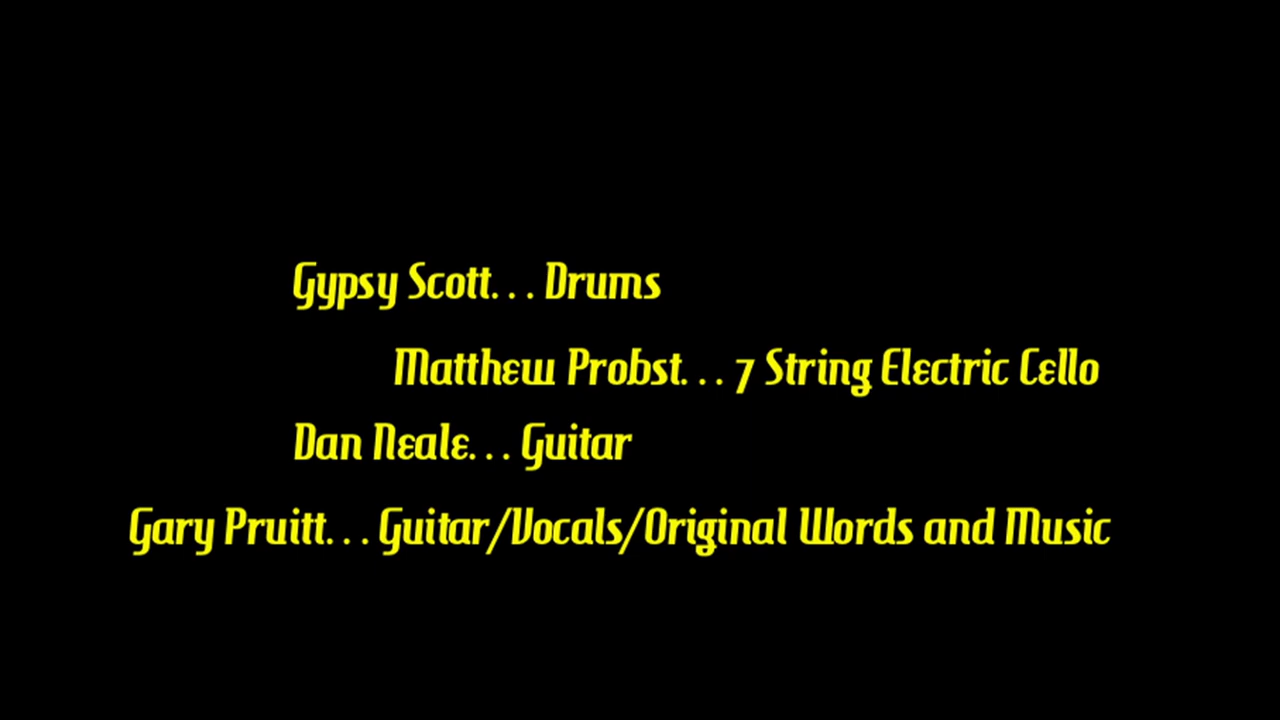 Gypsy Scott... Drums
Matthew Probst... 7 String Electric Cello
Dan Neale... Guitar
Gary Pruitt... Guitar/Vocals/Original Words and Music